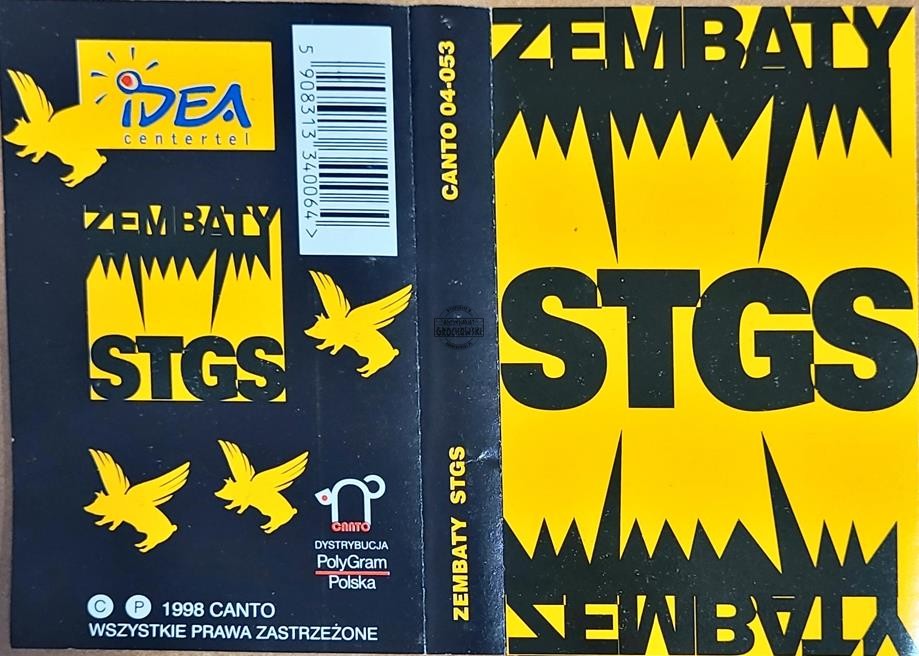 iDEA
centertel
5 908313 340064 >
ZEMBATY
STGS
CANTO
DYSTRYBUCJA
PolyGram
Polska
C P 1998 CANTO
WSZYSTKIE PRAWA ZASTRZEŻONE
CANTO 04-053
GROCHOWSKI
ZEMBATY STGS
ZEMBATY
STGS
ZEMBATY